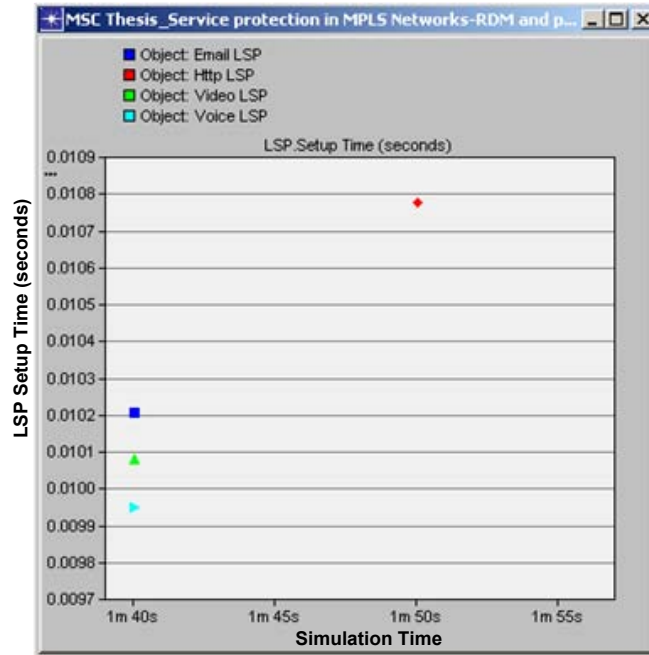 MSC Thesis_Service protection in MPLS Networks-RDM and p...
Object: Email LSP
Object: Http LSP
Object: Video LSP
Object: Voice LSP
LSP.Setup Time (seconds)
0.0109
0.0108
0.0107
0.0106
0.0105
0.0104
0.0103
0.0102
0.0101
0.0100
0.0099
0.0098
0.0097
LSP Setup Time (seconds)
1m 40s 1m 45s 1m 50s 1m 55s
Simulation Time